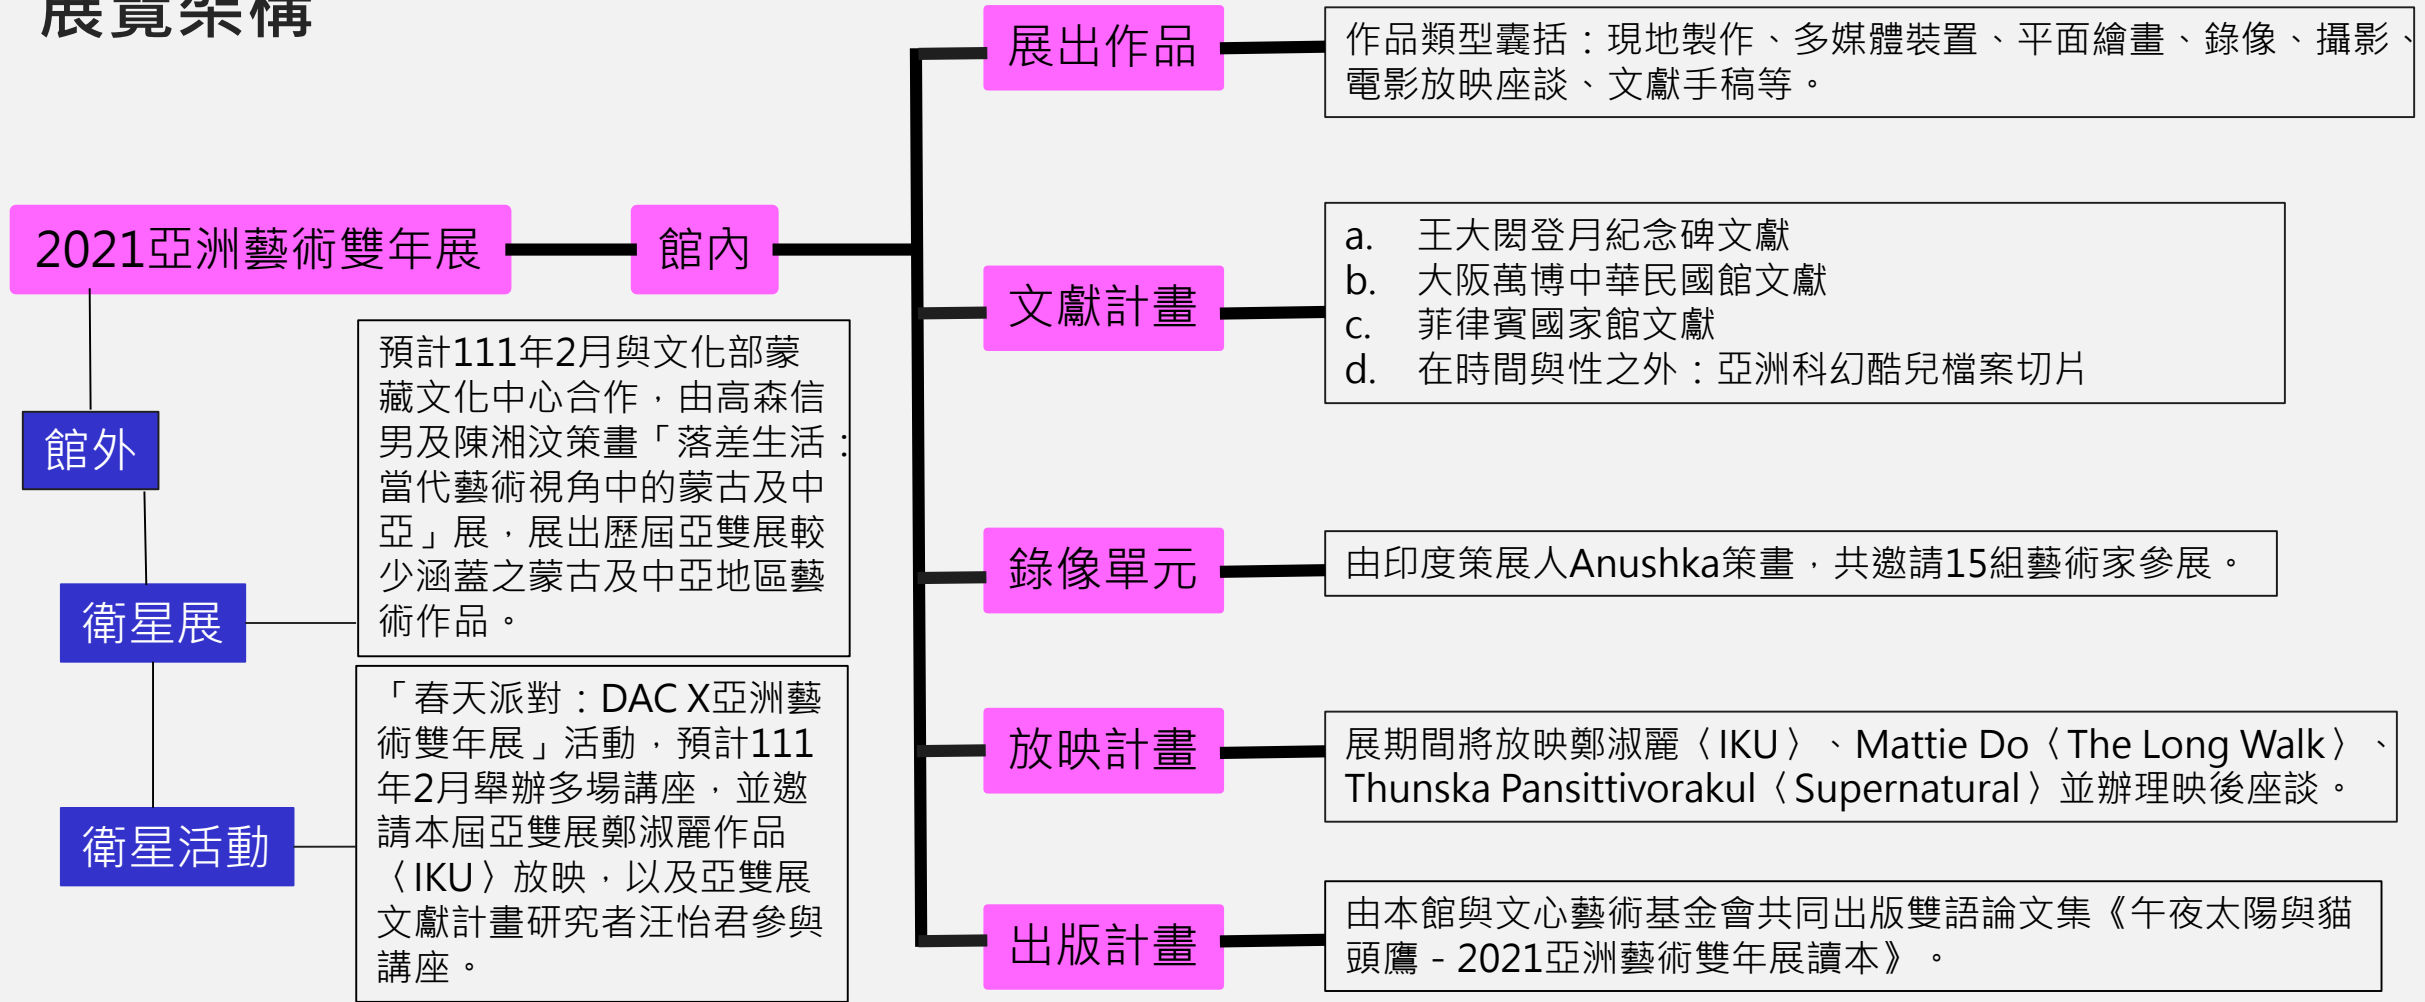 展覽架構
2021亞洲藝術雙年展
館內
展出作品
作品類型囊括：現地製作、多媒體裝置、平面繪畫、錄像、攝影、
電影放映座談、文獻手稿等。
文獻計畫
a. 王大閎登月紀念碑文獻
b. 大阪萬博中華民國館文獻
c. 菲律賓國家館文獻
d. 在時間與性之外：亞洲科幻酷兒檔案切片
錄像單元
由印度策展人Anushka策畫，共邀請15組藝術家參展。
放映計畫
展期間將放映鄭淑麗〈IKU〉、Mattie Do〈The Long Walk〉、
Thunska Pansittivorakul〈Supernatural〉並辦理映後座談。
出版計畫
由本館與文心藝術基金會共同出版雙語論文集《午夜太陽與貓
頭鷹－2021亞洲藝術雙年展讀本》。
館外
衛星展
預計111年2月與文化部蒙
藏文化中心合作，由高森信
男及陳湘汶策畫「落差生活：
當代藝術視角中的蒙古及中
亞」展，展出歷屆亞雙展較
少涵蓋之蒙古及中亞地區藝
術作品。
衛星活動
「春天派對：DAC X亞洲藝
術雙年展」活動，預計111
年2月舉辦多場講座，並邀
請本屆亞雙展鄭淑麗作品
〈IKU〉放映，以及亞雙展
文獻計畫研究者汪怡君參與
講座。